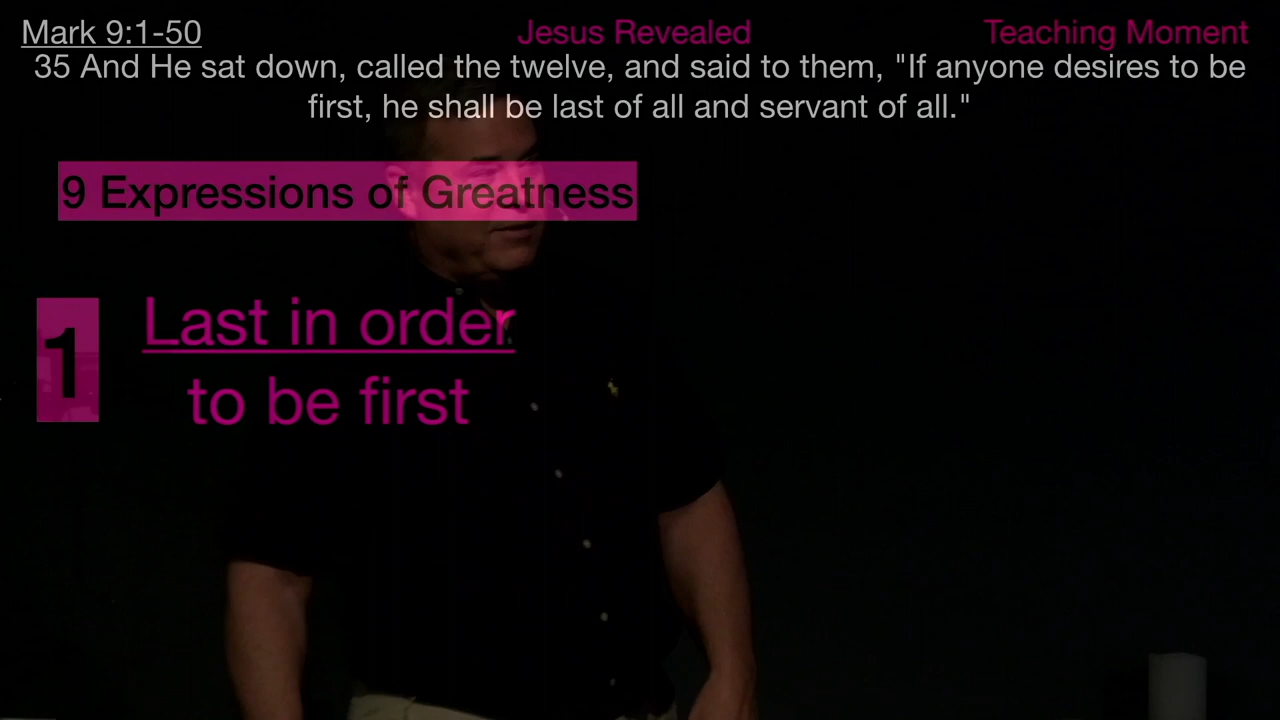 Mark 9:1-50 Jesus Revealed Teaching Moment
35 And He sat down, called the twelve, and said to them, "If anyone desires to be
first, he shall be last of all and servant of all."
9 Expressions of Greatness
1 Last in order
to be first